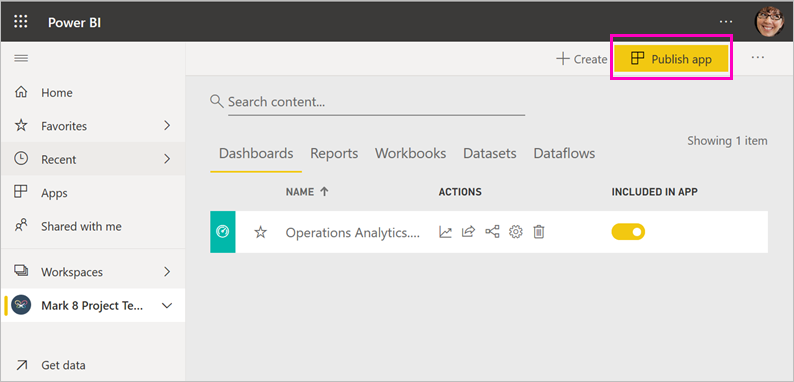 Power BI
...
Create
Publish app
...
Home
Favorites
Recent
Apps
Shared with me
Workspaces
Mark 8 Project Te...
Get data
Search content...
Showing 1 item
Dashboards Reports Workbooks Datasets Dataflows
NAME ACTIONS INCLUDED IN APP
Operations Analytics....